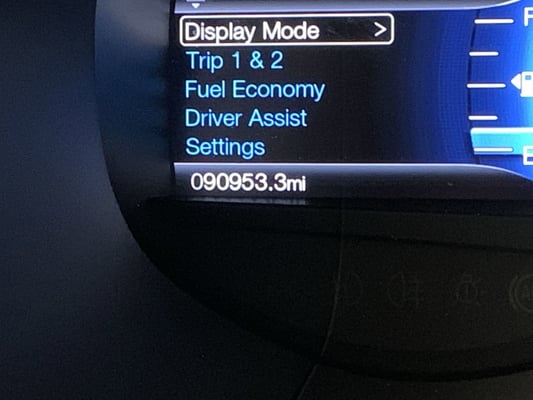 Display Mode >
Trip 1 & 2
Fuel Economy
Driver Assist
Settings
090953.3mi
F
E